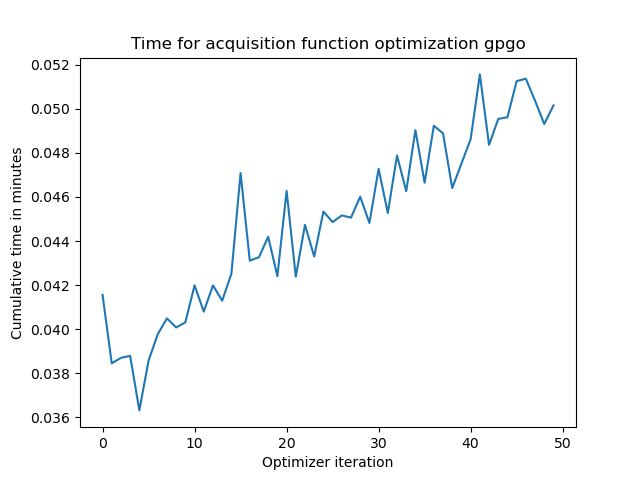 Time for acquisition function optimization gpgo
0.052
0.050
0.048
0.046
0.044
0.042
0.040
0.038
0.036
Cumulative time in minutes
0 10 20 30 40 50
Optimizer iteration